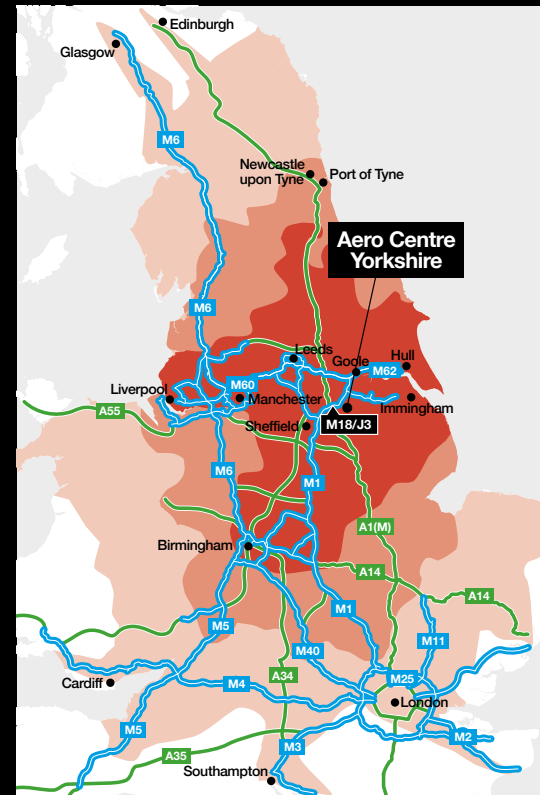 Edinburgh
Glasgow
M6
Newcastle
upon Tyne
Port of Tyne
Aero Centre
Yorkshire
M6
Leeds
Goole
Hull
M62
Liverpool
M60
Manchester
Immingham
A55
Sheffield
M18/J3
M6
M1
A1(M)
Birmingham
A14
A14
M1
M5
M11
M40
A34
M25
Cardiff
M4
London
M5
M2
M3
A35
Southampton